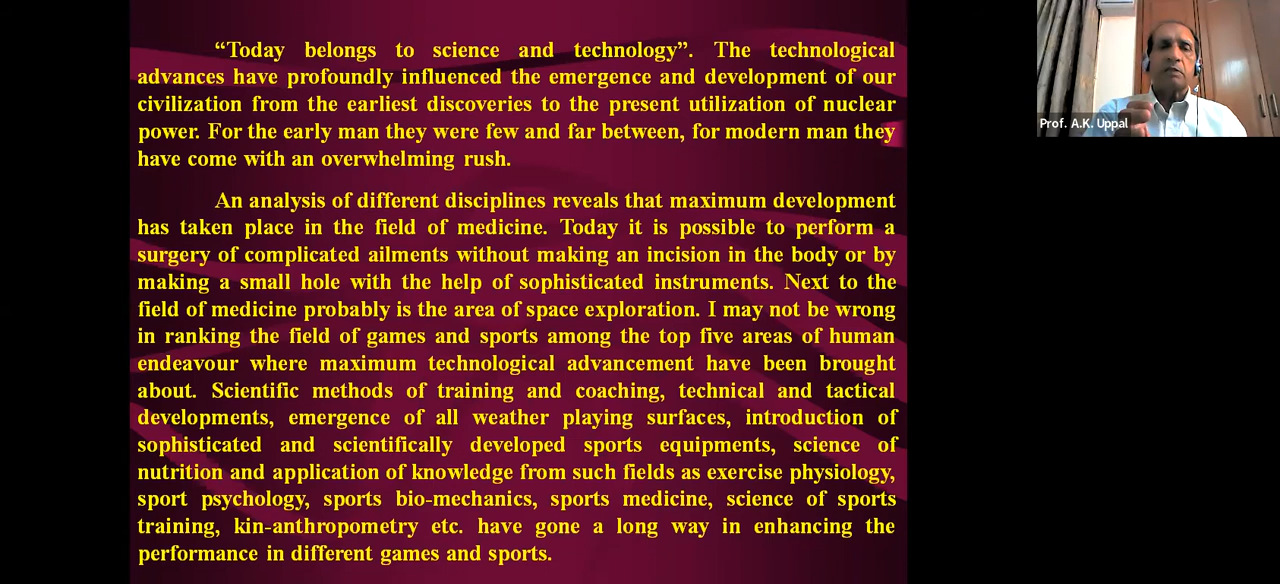 “Today belongs to science and technology”. The technological
advances have profoundly influenced the emergence and development of our
civilization from the earliest discoveries to the present utilization of nuclear
power. For the early man they were few and far between, for modern man they
have come with an overwhelming rush.
An analysis of different disciplines reveals that maximum development
has taken place in the field of medicine. Today it is possible to perform a
surgery of complicated ailments without making an incision in the body or by
making a small hole with the help of sophisticated instruments. Next to the
field of medicine probably is the area of space exploration. I may not be wrong
in ranking the field of games and sports among the top five areas of human
endeavour where maximum technological advancement have been brought
about. Scientific methods of training and coaching, technical and tactical
developments, emergence of all weather playing surfaces, introduction of
sophisticated and scientifically developed sports equipments, science of
nutrition and application of knowledge from such fields as exercise physiology,
sport psychology, sports bio-mechanics, sports medicine, science of sports
training, kin-anthropometry etc. have gone a long way in enhancing the
performance in different games and sports.
Prof. A.K. Uppal